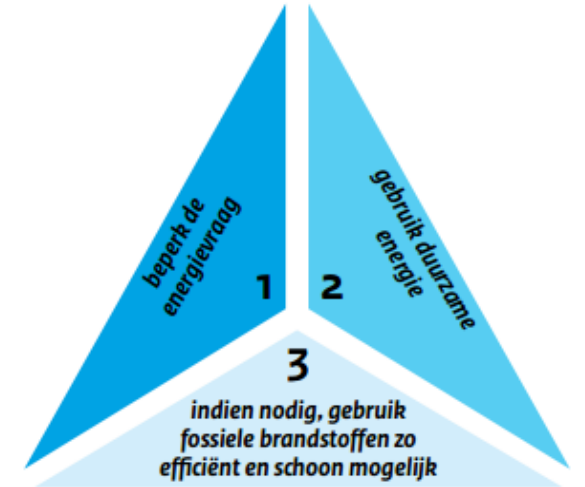 beperk de
energievraag
1
gebruik duurzame
energie
2
3
indien nodig, gebruik
fossiele brandstoffen zo
efficiënt en schoon mogelijk